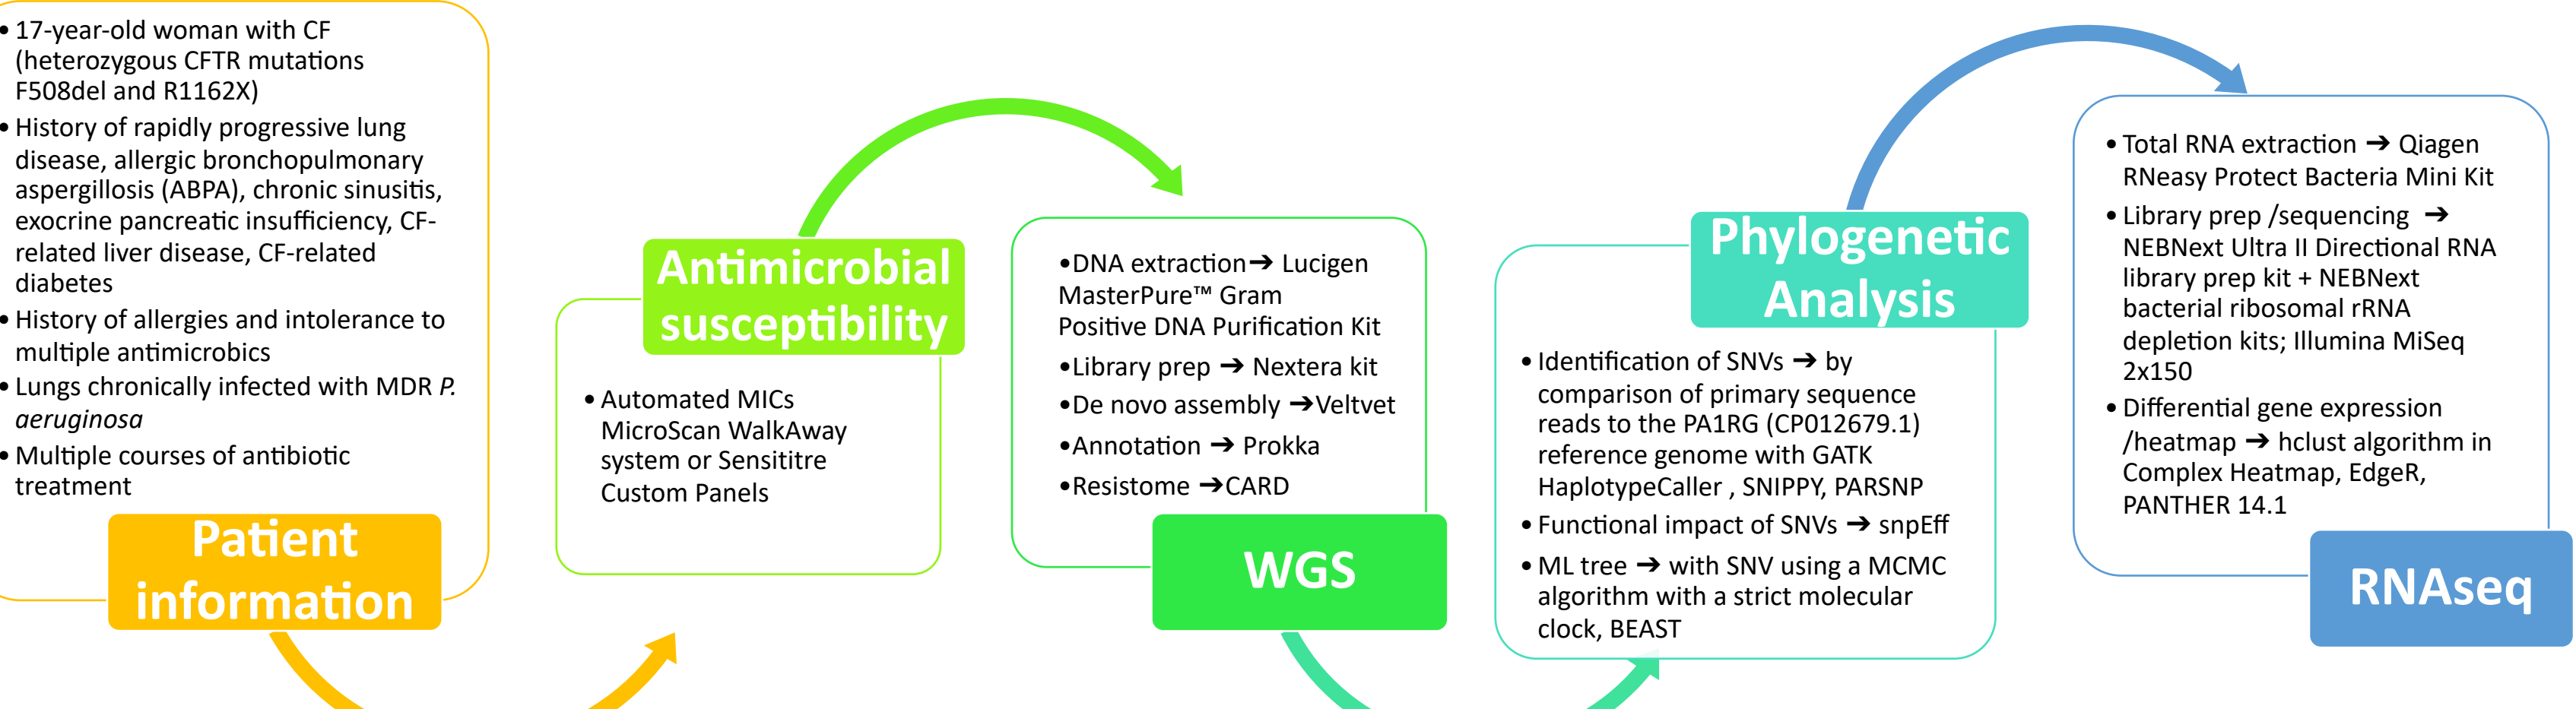 • 17-year-old woman with CF
(heterozygous CFTR mutations
F508del and R1162X)
• History of rapidly progressive lung
disease, allergic bronchopulmonary
aspergillosis (ABPA), chronic sinusitis,
exocrine pancreatic insufficiency, CF-
related liver disease, CF-related
diabetes
• History of allergies and intolerance to
multiple antimicrobics
• Lungs chronically infected with MDR P.
aeruginosa
• Multiple courses of antibiotic
treatment
Patient
information
Antimicrobial
susceptibility
• Automated MICs
MicroScan WalkAway
system or Sensititre
Custom Panels
•DNA extraction➔ Lucigen
MasterPure™ Gram
Positive DNA Purification Kit
•Library prep ➔ Nextera kit
•De novo assembly ➔Veltvet
•Annotation ➔ Prokka
•Resistome ➔CARD
WGS
Phylogenetic
Analysis
• Identification of SNVs ➔ by
comparison of primary sequence
reads to the PA1RG (CP012679.1)
reference genome with GATK
HaplotypeCaller , SNIPPY, PARSNP
• Functional impact of SNVs ➔ snpEff
• ML tree ➔ with SNV using a MCMC
algorithm with a strict molecular
clock, BEAST
• Total RNA extraction ➔ Qiagen
RNeasy Protect Bacteria Mini Kit
• Library prep /sequencing ➔
NEBNext Ultra II Directional RNA
library prep kit + NEBNext
bacterial ribosomal rRNA
depletion kits; Illumina MiSeq
2x150
• Differential gene expression
/heatmap ➔ hclust algorithm in
Complex Heatmap, EdgeR,
PANTHER 14.1
RNAseq